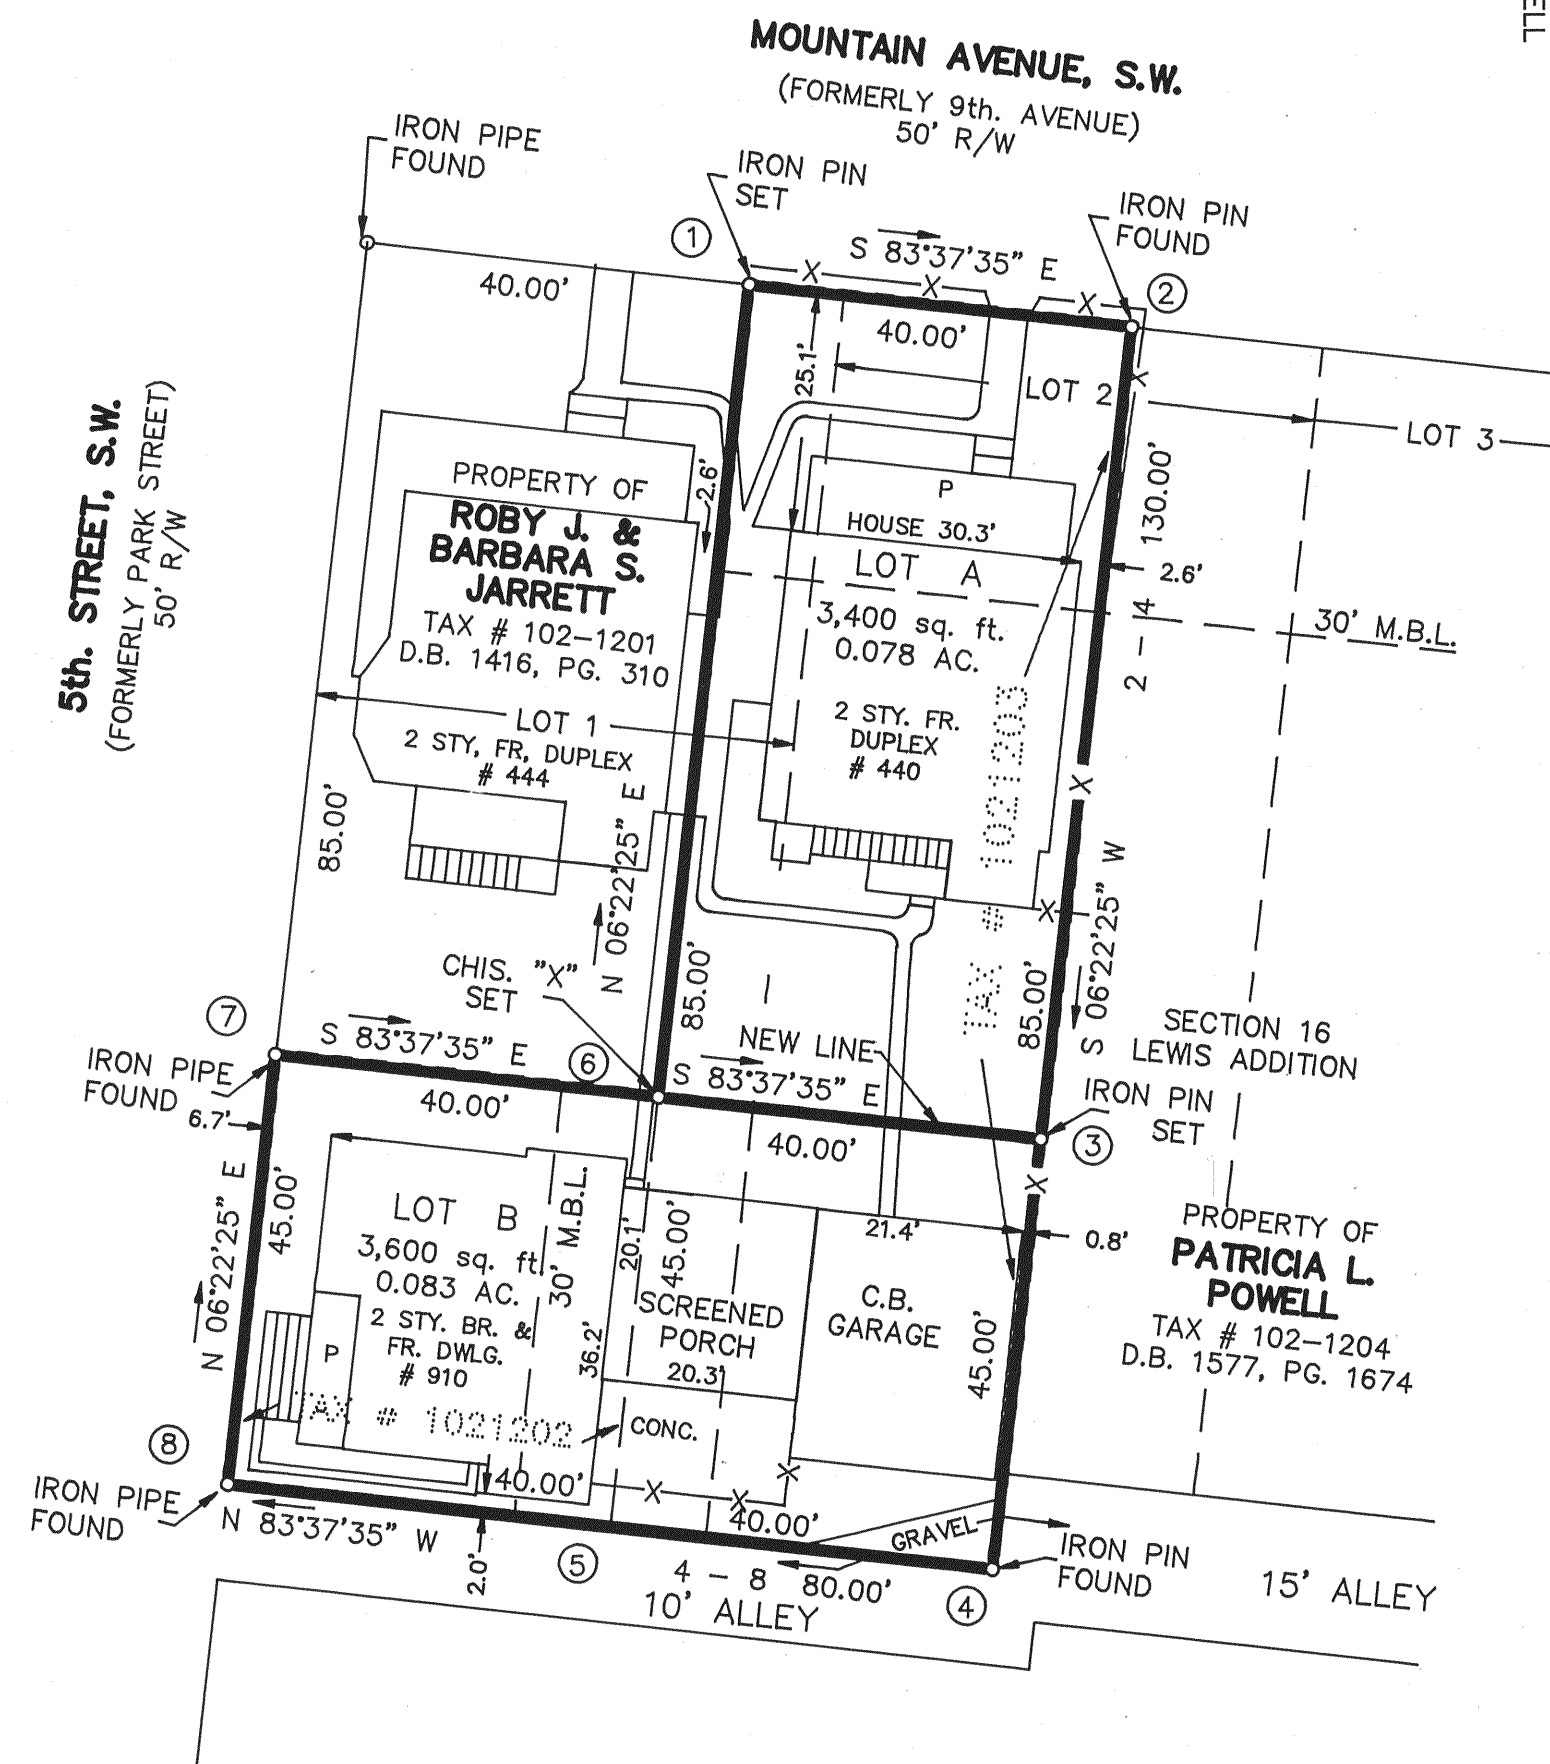 ELL
MOUNTAIN AVENUE, S.W.
(FORMERLY 9th. AVENUE)
50' R/W
IRON PIPE
FOUND
IRON PIN
SET
IRON PIN
FOUND
1
S 83°37'35" E
2
40.00'
40.00'
25.1'
LOT 2
LOT 3
130.00'
5th. STREET, S.W.
(FORMERLY PARK STREET)
50' R/W
PROPERTY OF
ROBY J. &
BARBARA S.
JARRETT
TAX # 102-1201
D.B. 1416, PG. 310
2.6'
P
HOUSE 30.3'
LOT A
3,400 sq. ft.
0.078 AC.
2.6'
2 - 4
30' M.B.L.
LOT 1
2 STY, FR, DUPLEX
# 444
2 STY. FR.
DUPLEX
# 440
TAX # 1021203
85.00'
N 06°22'25" E
85.00'
85.00'
S 06°22'25" W
CHIS. "X"
SET
7
S 83°37'35" E
6
NEW LINE
S 83°37'35" E
SECTION 16
LEWIS ADDITION
IRON PIPE
FOUND
IRON PIN
SET
3
40.00'
40.00'
6.7'
N 06°22'25" E
45.00'
LOT B
3,600 sq. ft.
0.083 AC.
2 STY. BR. &
FR. DWLG.
# 910
30' M.B.L.
20.1'
45.00'
21.4'
0.8'
PROPERTY OF
PATRICIA L.
POWELL
TAX # 102-1204
D.B. 1577, PG. 1674
SCREENED
PORCH
20.3'
C.B.
GARAGE
45.00'
36.2'
P
TAX # 1021202
CONC.
8
IRON PIPE
FOUND
40.00'
N 83°37'35" W
2.0'
5
40.00'
GRAVEL
4 - 8 80.00'
10' ALLEY
4
IRON PIN
FOUND
15' ALLEY